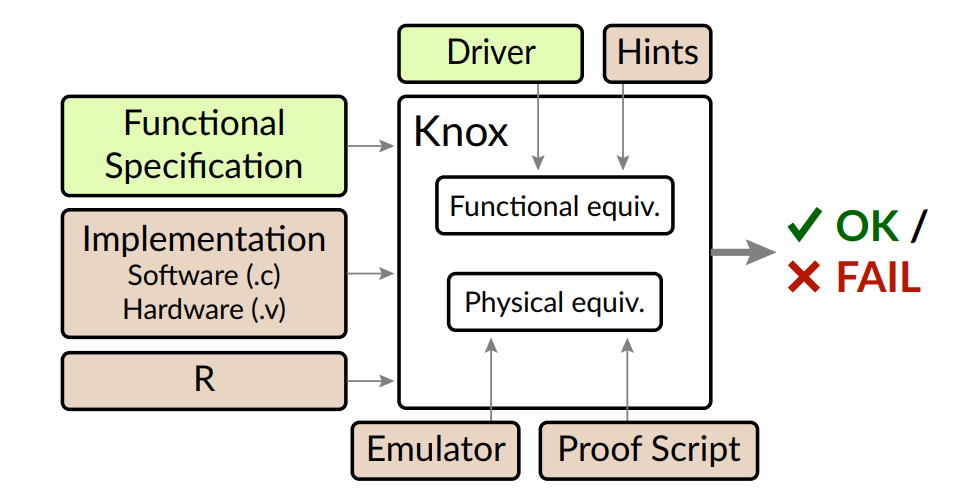 Driver
Hints
Functional
Specification
Knox
Functional equiv.
Implementation
Software (.c)
Hardware (.v)
Physical equiv.
✓ OK /
✗ FAIL
R
Emulator
Proof Script